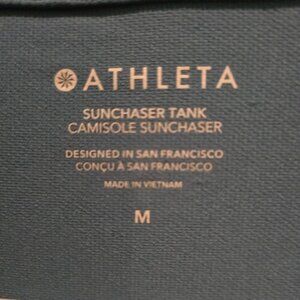 ATHLETA
SUNCHASER TANK
CAMISOLE SUNCHASER
DESIGNED IN SAN FRANCISCO
CONÇU À SAN FRANCISCO
MADE IN VIETNAM
M